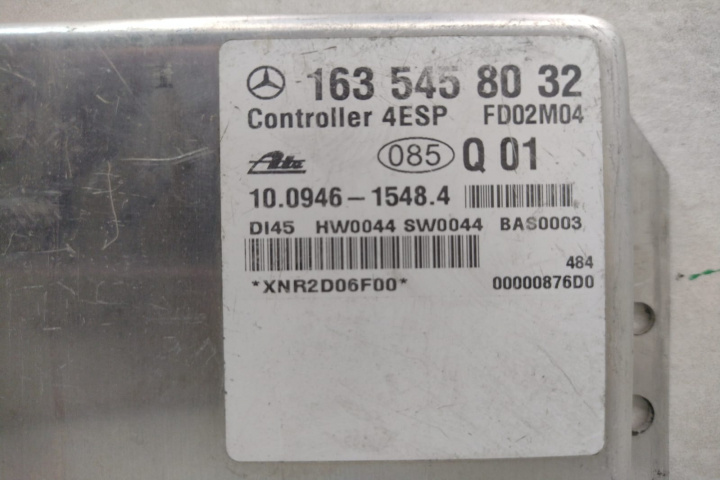 163 545 80 32
Controller 4ESP FD02M04
Ate 085 Q 01
10.0946-1548.4
DI45 HW0044 SW0044 BAS0003
484
*XNR2D06F00* 00000876D0